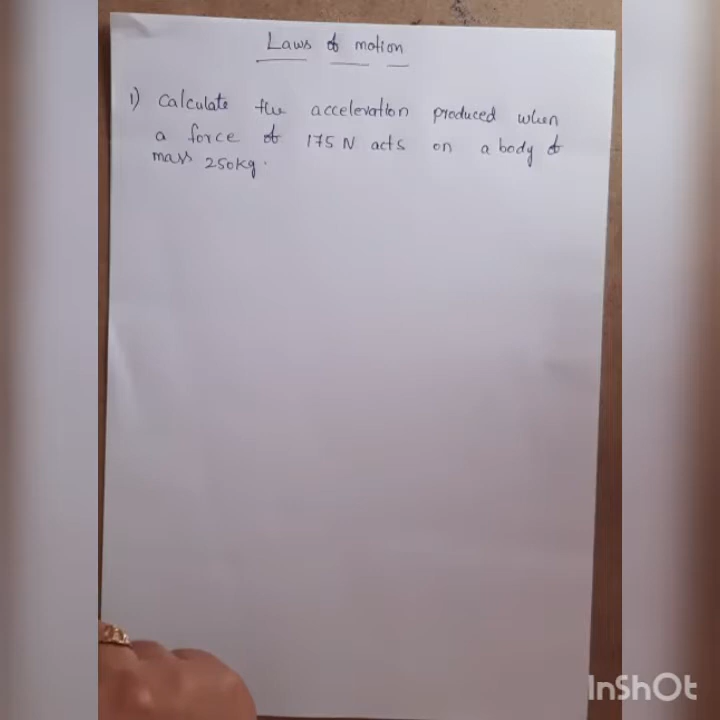 Laws of motion
1) Calculate the acceleration produced when
a force of 175 N acts on a body of
mass 250kg.
InShOt